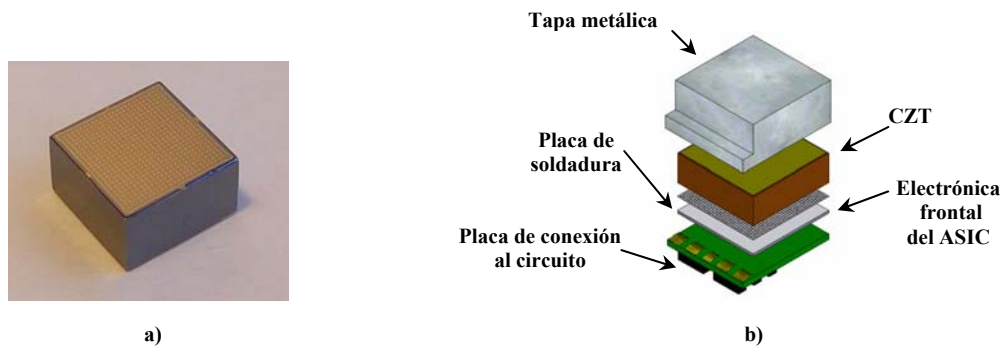 Tapa metálica
CZT
Placa de
soldadura
Electrónica
frontal
del ASIC
Placa de conexión
al circuito
a)
b)